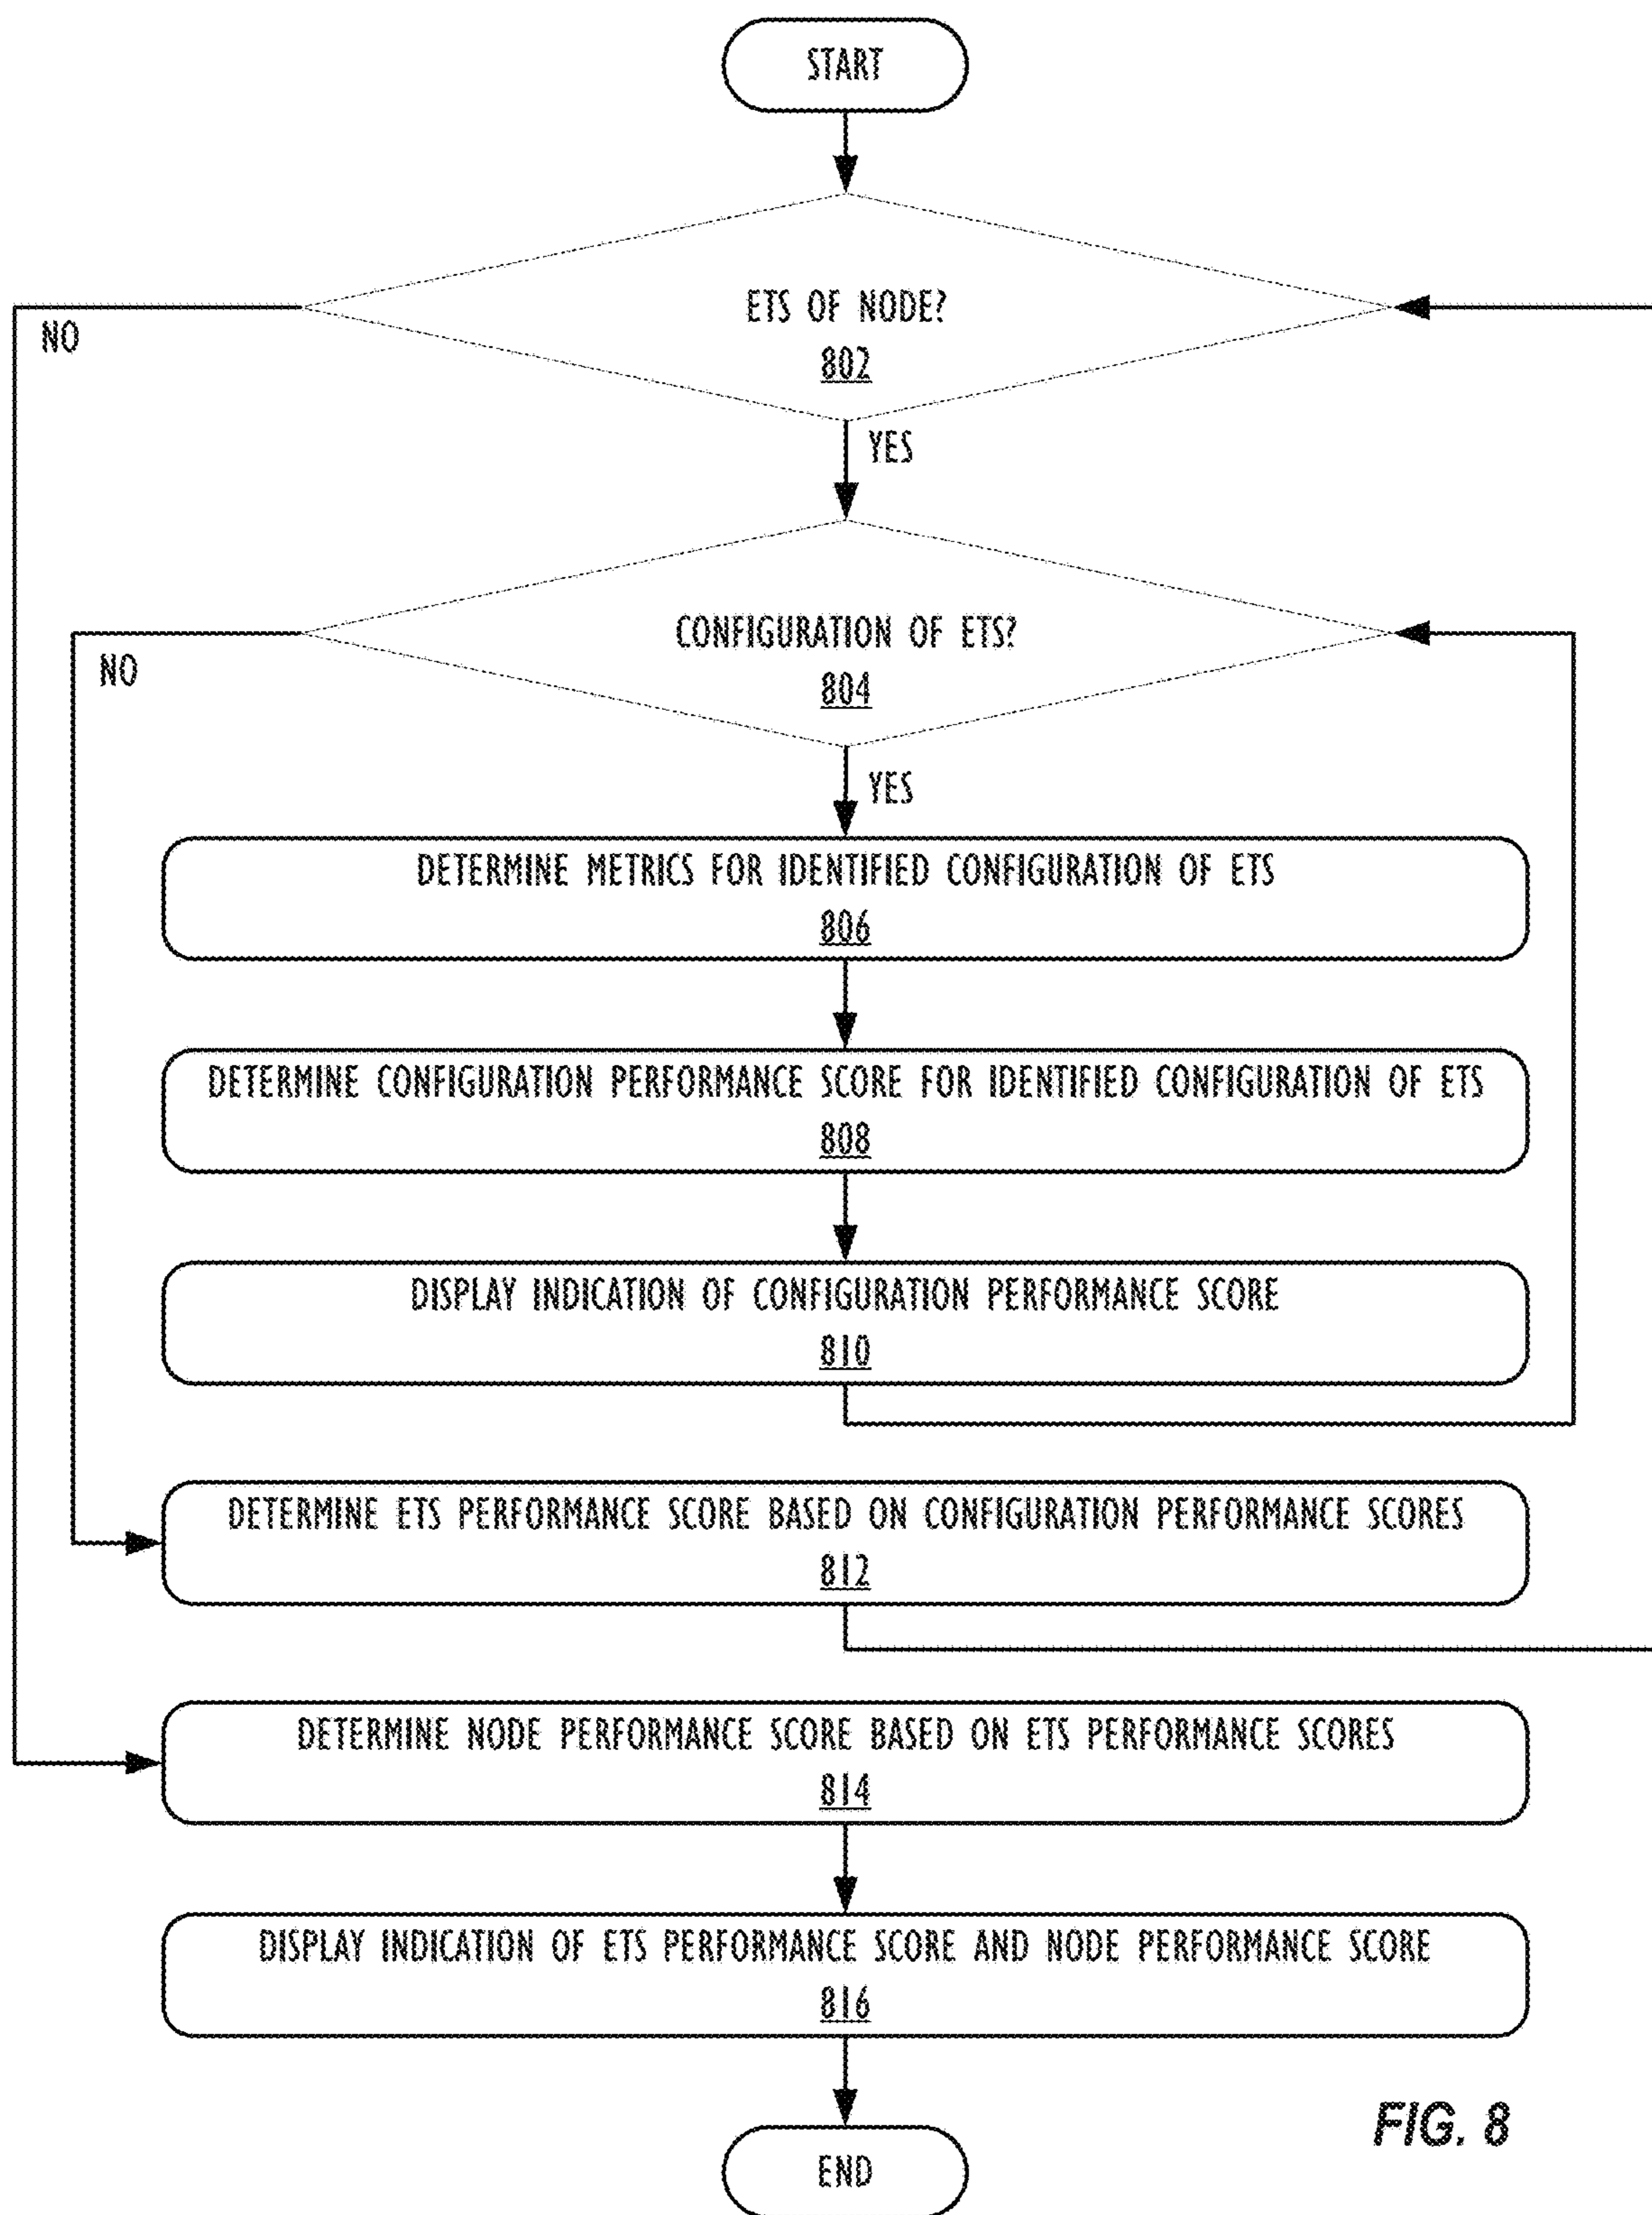 START
ETS OF NODE?
802
NO
YES
CONFIGURATION OF ETS?
804
NO
YES
DETERMINE METRICS FOR IDENTIFIED CONFIGURATION OF ETS
806
DETERMINE CONFIGURATION PERFORMANCE SCORE FOR IDENTIFIED CONFIGURATION OF ETS
808
DISPLAY INDICATION OF CONFIGURATION PERFORMANCE SCORE
810
DETERMINE ETS PERFORMANCE SCORE BASED ON CONFIGURATION PERFORMANCE SCORES
812
DETERMINE NODE PERFORMANCE SCORE BASED ON ETS PERFORMANCE SCORES
814
DISPLAY INDICATION OF ETS PERFORMANCE SCORE AND NODE PERFORMANCE SCORE
816
END
FIG. 8